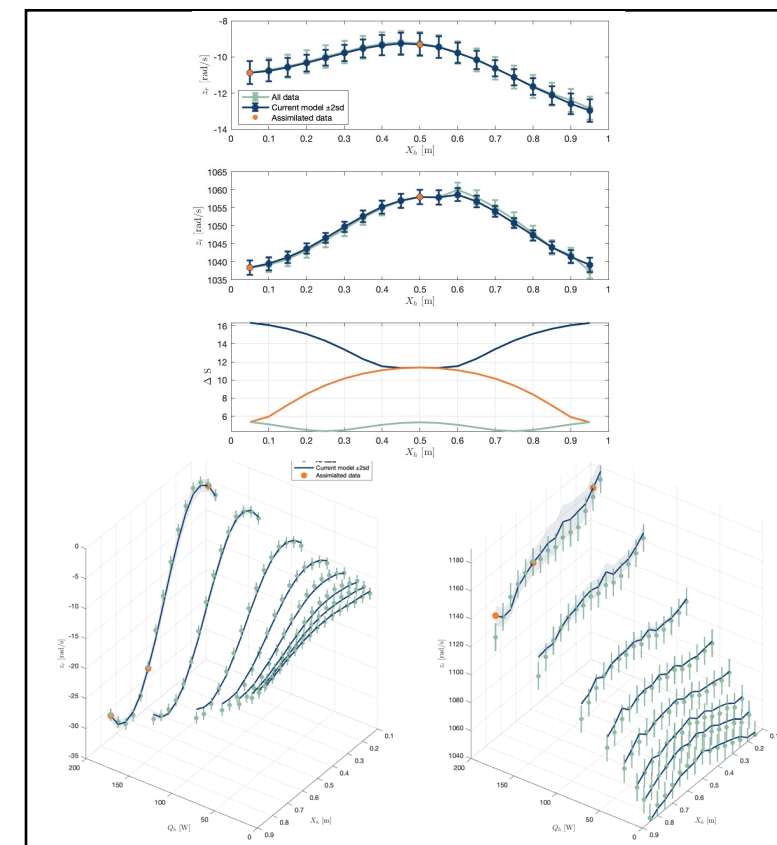 -8
-10
-12
-14
z_r [rad/s]
All data
Current model ±2sd
Assimilated data
0 0.1 0.2 0.3 0.4 0.5 0.6 0.7 0.8 0.9 1
X_h [m]
1065
1060
1055
1050
1045
1040
1035
z_i [rad/s]
0 0.1 0.2 0.3 0.4 0.5 0.6 0.7 0.8 0.9 1
X_h [m]
16
14
12
10
8
6
Δ S
0 0.1 0.2 0.3 0.4 0.5 0.6 0.7 0.8 0.9 1
X_h [m]
All data
Current model ±2sd
Assimialted data
0
-5
-10
-15
-20
-25
-30
-35
z_r [rad/s]
200
150
100
50
0
Q_h [W]
0.9
0.8
0.7
0.6
0.5
0.4
0.3
0.2
0.1
X_h [m]
1180
1160
1140
1120
1100
1080
1060
1040
z_i [rad/s]
200
150
100
50
0
Q_h [W]
0.9
0.8
0.7
0.6
0.5
0.4
0.3
0.2
0.1
X_h [m]